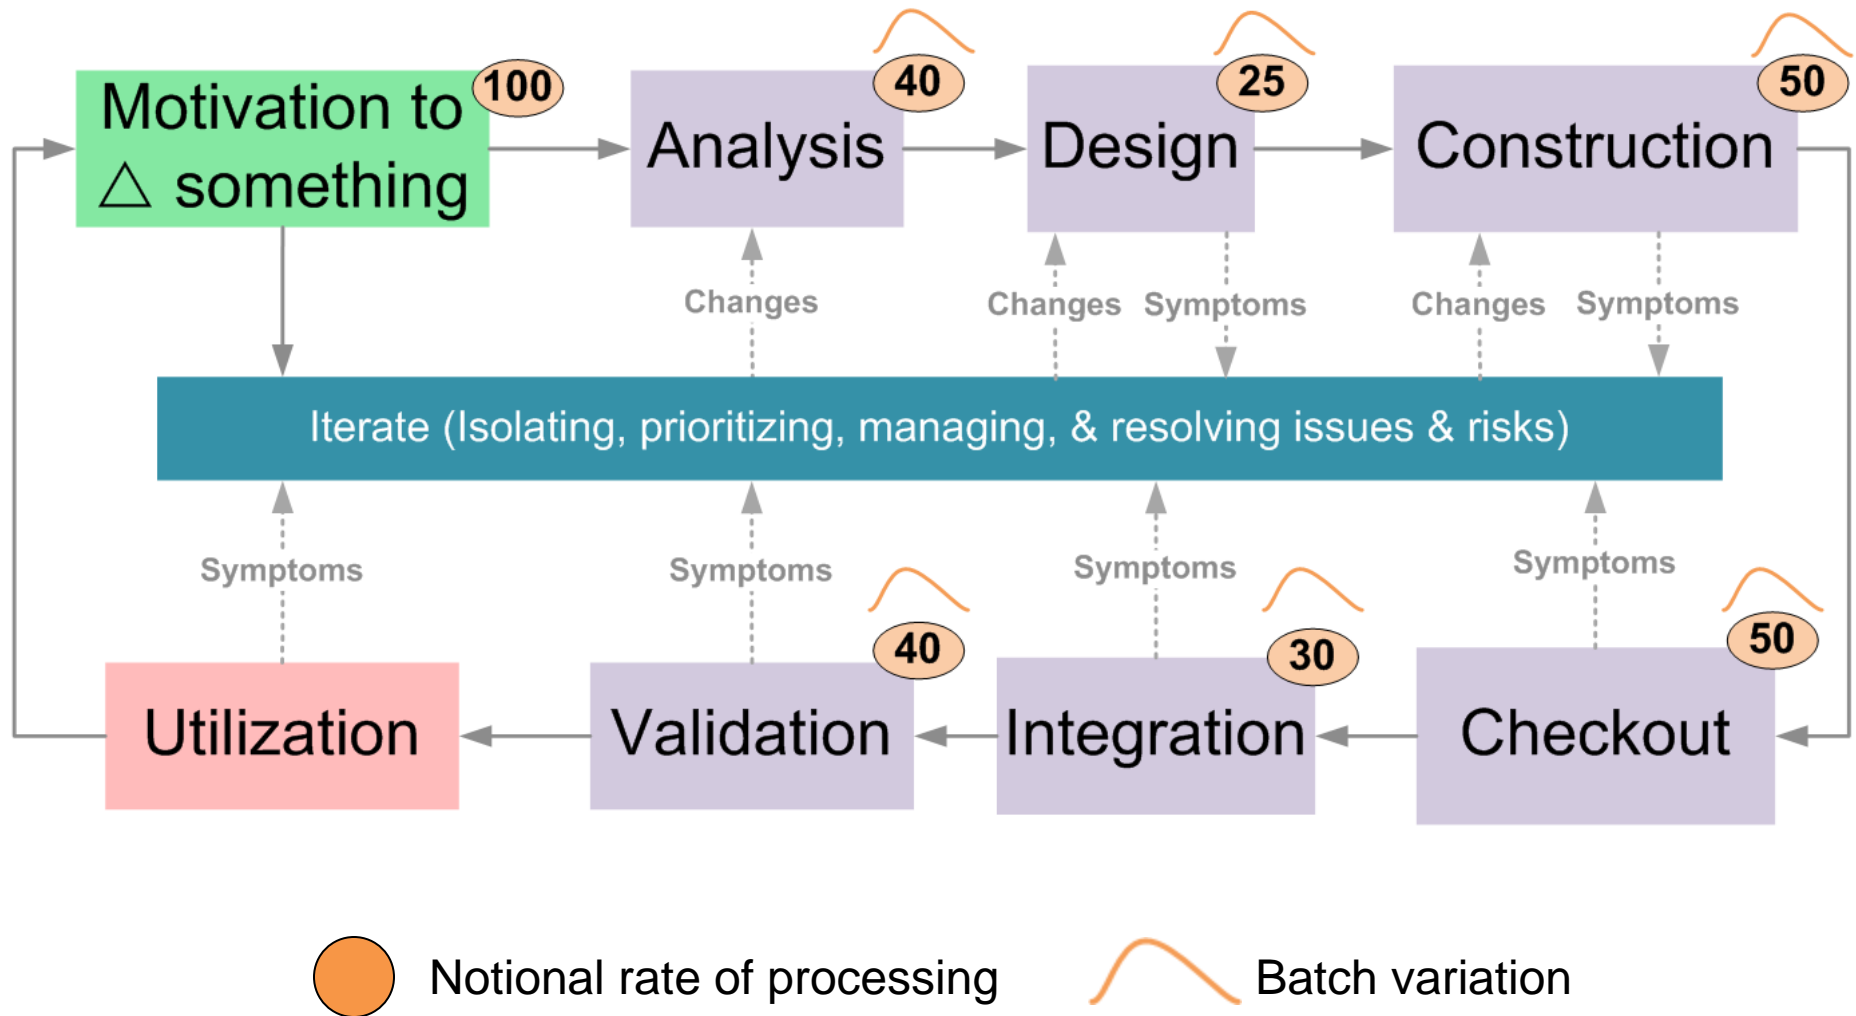 Motivation to
△ something
100
Analysis
40
Design
25
Construction
50
Changes
Changes
Symptoms
Changes
Symptoms
Iterate (Isolating, prioritizing, managing, & resolving issues & risks)
Symptoms
Symptoms
Symptoms
Symptoms
Utilization
Validation
40
Integration
30
Checkout
50
Notional rate of processing
Batch variation